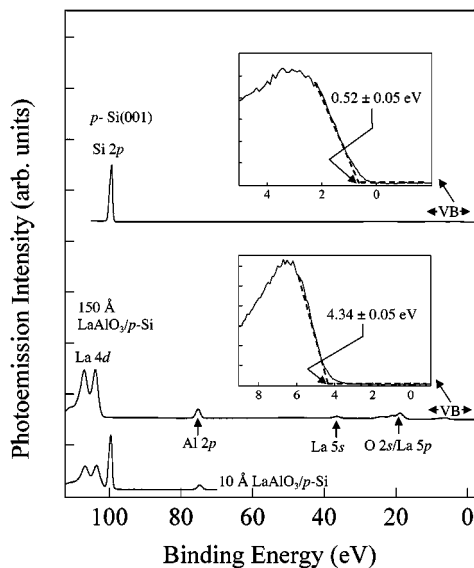 Photoemission Intensity (arb. units)
p- Si(001)
Si 2p
0.52 ± 0.05 eV
4 2 0
VB
150 Å
LaAlO3/p-Si
La 4d
4.34 ± 0.05 eV
8 6 4 2 0
VB
Al 2p
La 5s
O 2s/La 5p
10 Å LaAlO3/p-Si
100 80 60 40 20 0
Binding Energy (eV)